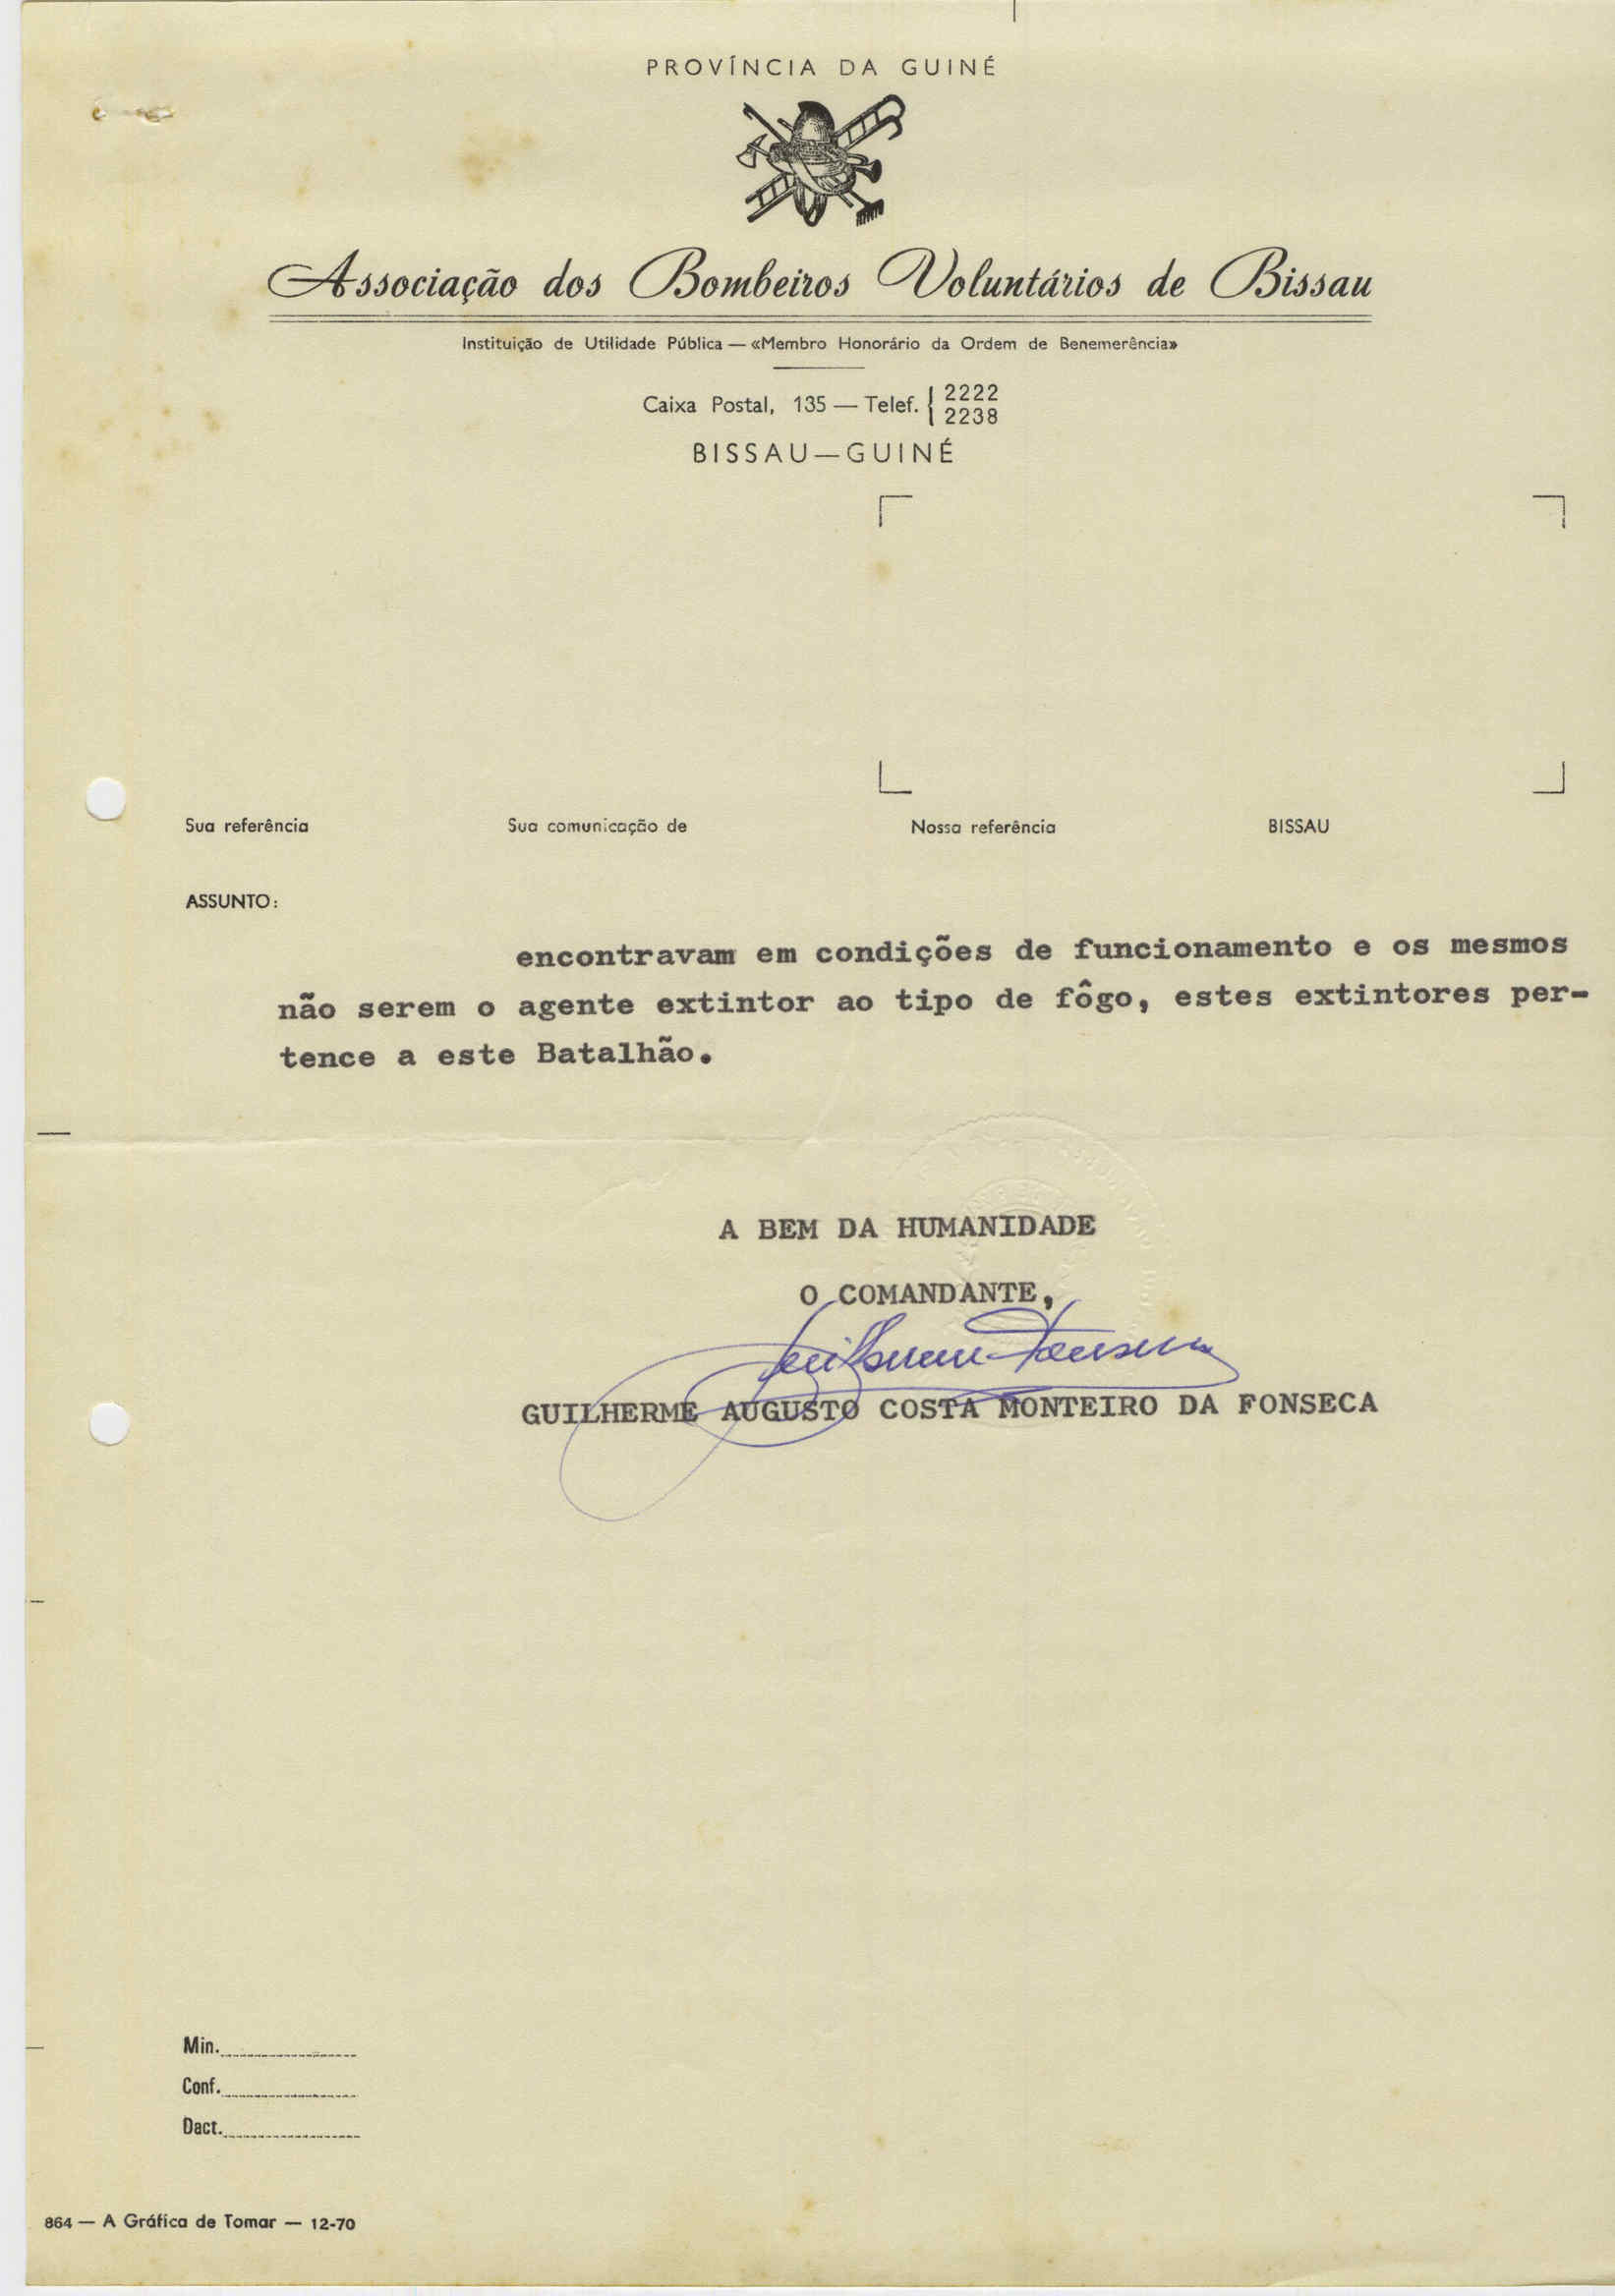 PROVÍNCIA DA GUINÉ
Associação dos Bombeiros Voluntários de Bissau
Instituição de Utilidade Pública — «Membro Honorário da Ordem de Benemerência»
Caixa Postal, 135 — Telef. { 2222
2238
BISSAU—GUINÉ
Sua referência Sua comunicação de Nossa referência BISSAU
ASSUNTO:
encontravam em condições de funcionamento e os mesmos
não serem o agente extintor ao tipo de fôgo, estes extintores per-
tence a este Batalhão.
A BEM DA HUMANIDADE
O COMANDANTE,
Guilherme Fonseca
GUILHERME AUGUSTO COSTA MONTEIRO DA FONSECA
Min.
Conf.
Dact.
864 — A Gráfica de Tomar — 12-70